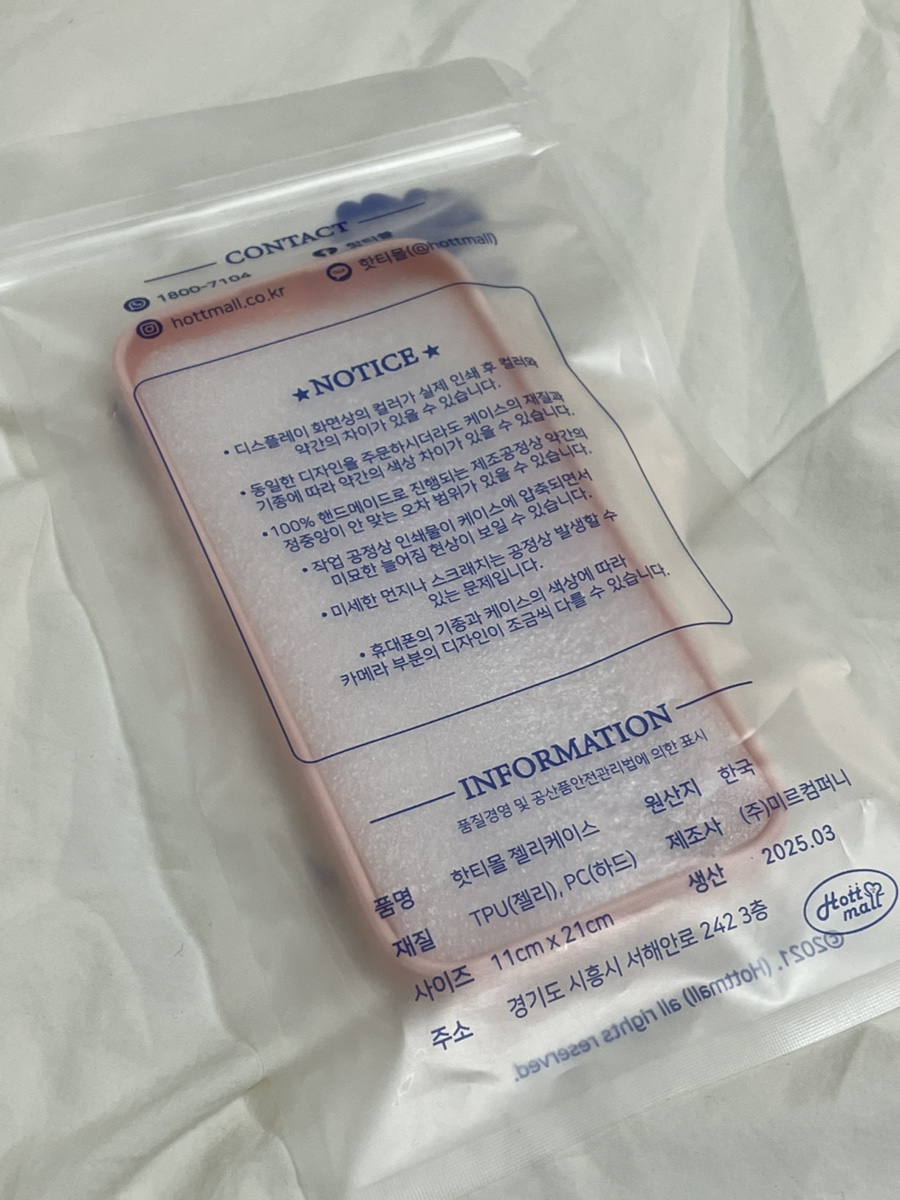 CONTACT
1800-7104
핫티몰
hottmall.co.kr
핫티몰(@hottmall)
★NOTICE★
• 디스플레이 화면상의 컬러가 실제 인쇄 후 컬러와
약간의 차이가 있을 수 있습니다.
• 동일한 디자인을 주문하시더라도 케이스의 재질과
기종에 따라 약간의 색상 차이가 있을 수 있습니다.
• 100% 핸드메이드로 진행되는 제조공정상 약간의
정중앙이 안 맞는 오차 범위가 있을 수 있습니다.
• 작업 공정상 인쇄물이 케이스에 압축되면서
미묘한 늘어짐 현상이 보일 수 있습니다.
• 미세한 먼지나 스크래치는 공정상 발생할 수
있는 문제입니다.
• 휴대폰의 기종과 케이스의 색상에 따라
카메라 부분의 디자인이 조금씩 다를 수 있습니다.
INFORMATION
품질경영 및 공산품안전관리법에 의한 표시
품명 핫티몰 젤리케이스 원산지 한국
재질 TPU(젤리), PC(하드) 제조사 (주)미르컴퍼니
사이즈 11cm x 21cm 생산 2025.03
주소 경기도 시흥시 서해안로 242 3층
Hott mall
©2021. (Hottmall) all rights reserved.